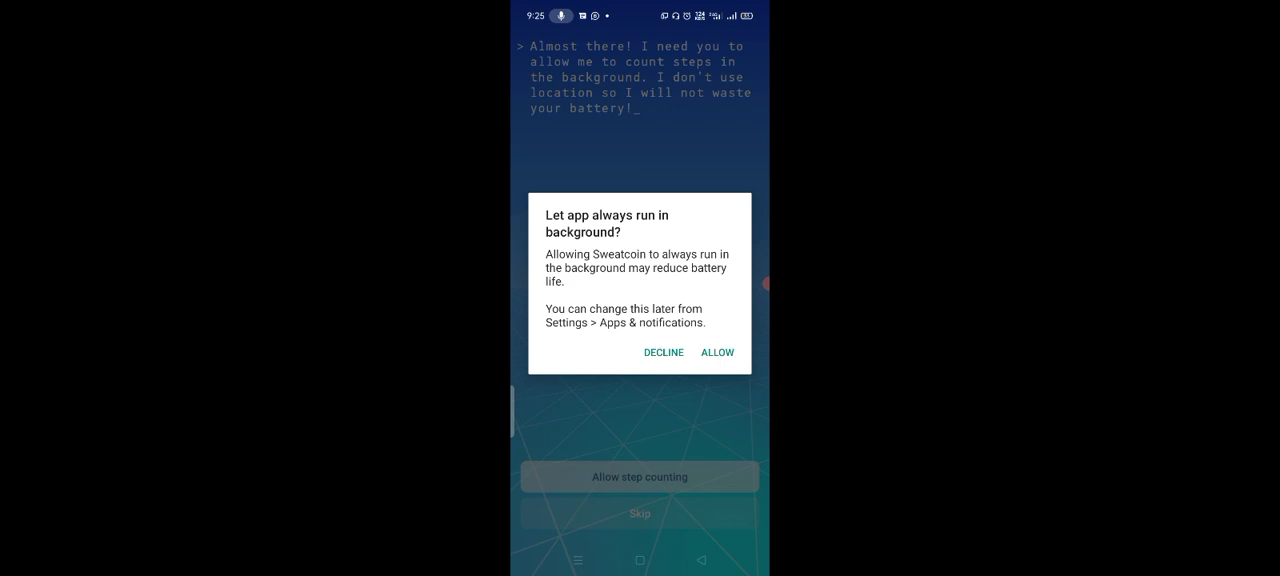 9:25
> Almost there! I need you to
allow me to count steps in
the background. I don't use
location so I will not waste
your battery!_
Let app always run in
background?
Allowing Sweatcoin to always run in
the background may reduce battery
life.
You can change this later from
Settings > Apps & notifications.
DECLINE ALLOW
Allow step counting
Skip